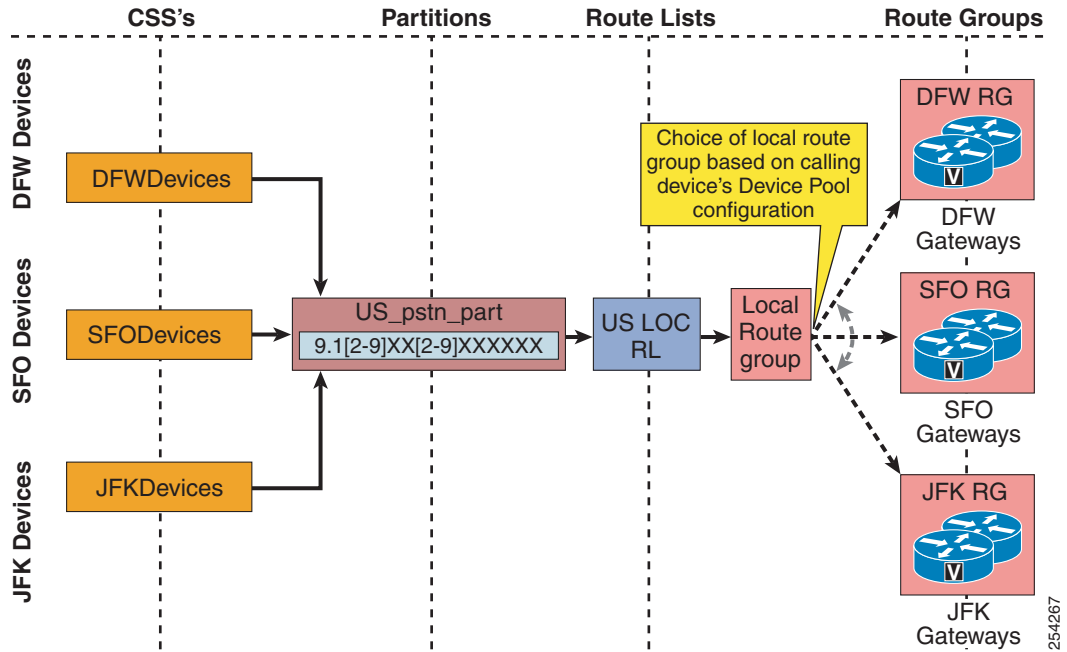 CSS's
Partitions
Route Lists
Route Groups
DFW Devices
SFO Devices
JFK Devices
DFWDevices
SFODevices
JFKDevices
US_pstn_part
9.1[2-9]XX[2-9]XXXXXX
US LOC
RL
Local
Route
group
Choice of local route
group based on calling
device's Device Pool
configuration
DFW RG
V
DFW
Gateways
SFO RG
V
SFO
Gateways
JFK RG
V
JFK
Gateways
254267